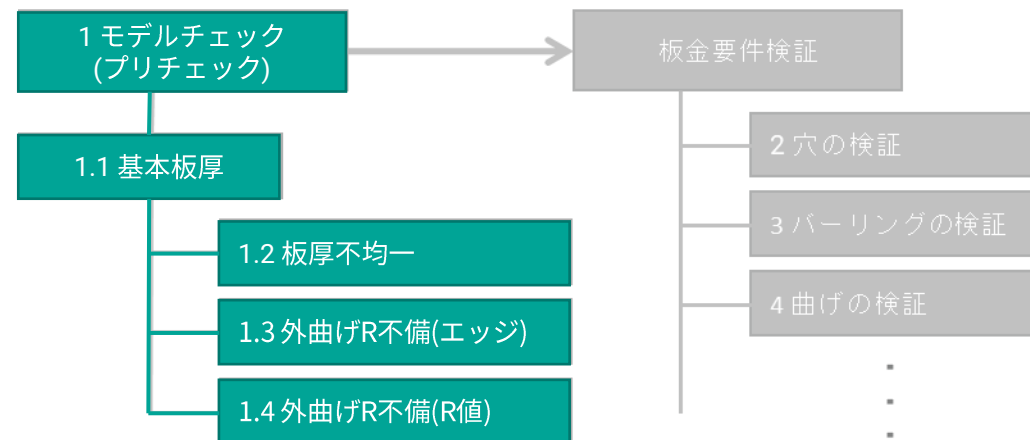 1 モデルチェック
(プリチェック)
1.1 基本板厚
1.2 板厚不均一
1.3 外曲げR不備(エッジ)
1.4 外曲げR不備(R値)
板金要件検証
2 穴の検証
3 バーリングの検証
4 曲げの検証